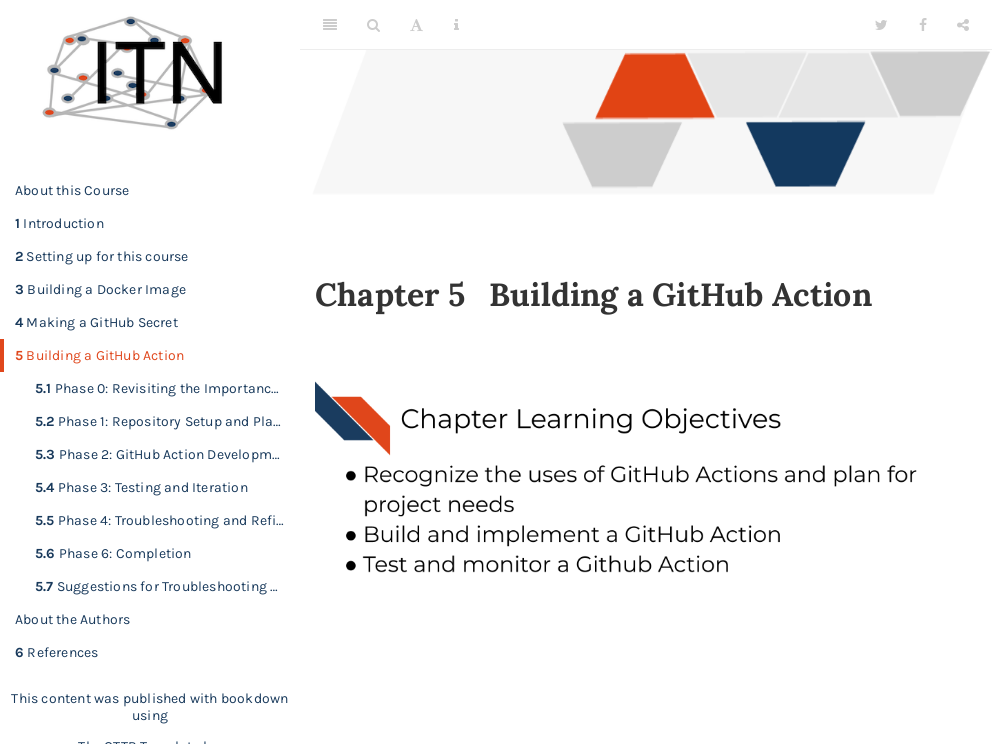 ITN
About this Course
1 Introduction
2 Setting up for this course
3 Building a Docker Image
4 Making a GitHub Secret
5 Building a GitHub Action
5.1 Phase 0: Revisiting the Importanc...
5.2 Phase 1: Repository Setup and Pla...
5.3 Phase 2: GitHub Action Developm...
5.4 Phase 3: Testing and Iteration
5.5 Phase 4: Troubleshooting and Refi...
5.6 Phase 6: Completion
5.7 Suggestions for Troubleshooting ...
About the Authors
6 References
This content was published with bookdown
using
Chapter 5 Building a GitHub Action
Chapter Learning Objectives
● Recognize the uses of GitHub Actions and plan for
project needs
● Build and implement a GitHub Action
● Test and monitor a Github Action